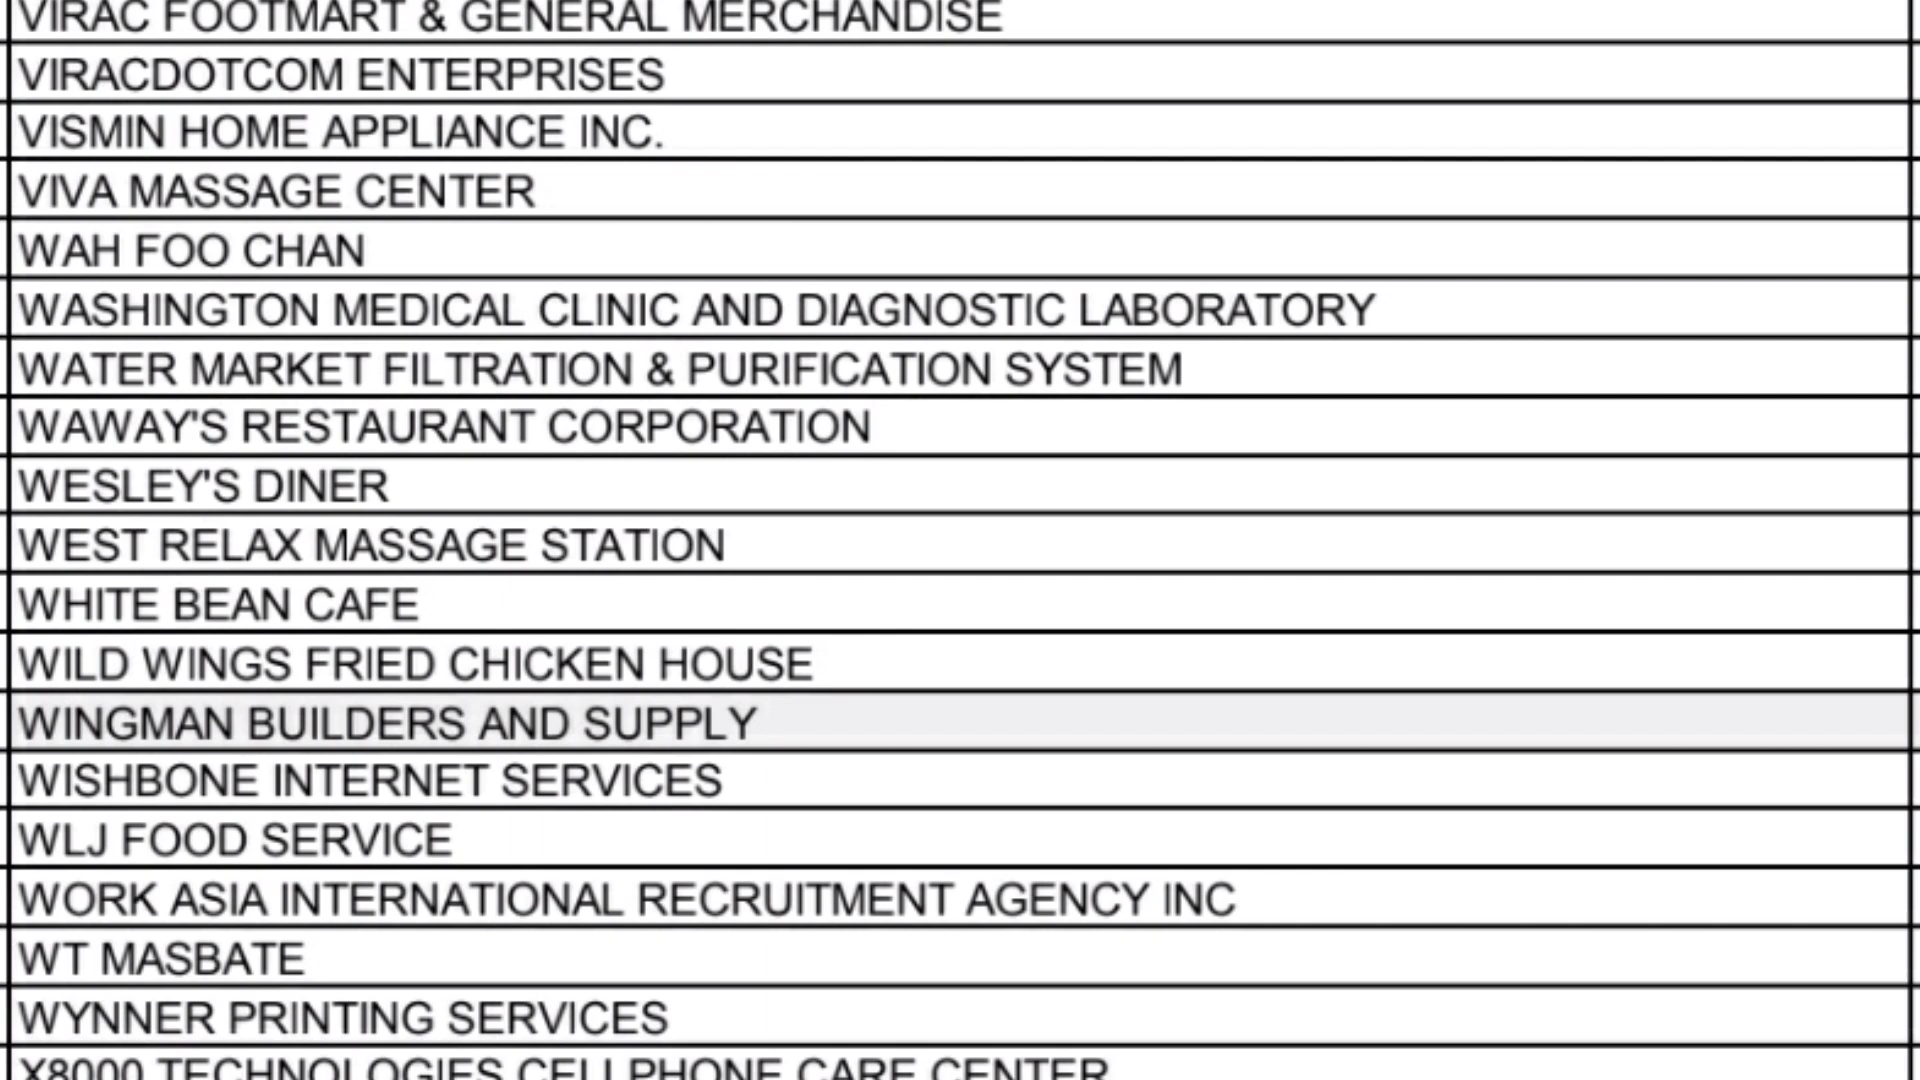 VIRAC FOOTMART & GENERAL MERCHANDISE
VIRACDOTCOM ENTERPRISES
VISMIN HOME APPLIANCE INC.
VIVA MASSAGE CENTER
WAH FOO CHAN
WASHINGTON MEDICAL CLINIC AND DIAGNOSTIC LABORATORY
WATER MARKET FILTRATION & PURIFICATION SYSTEM
WAWAY'S RESTAURANT CORPORATION
WESLEY'S DINER
WEST RELAX MASSAGE STATION
WHITE BEAN CAFE
WILD WINGS FRIED CHICKEN HOUSE
WINGMAN BUILDERS AND SUPPLY
WISHBONE INTERNET SERVICES
WLJ FOOD SERVICE
WORK ASIA INTERNATIONAL RECRUITMENT AGENCY INC
WT MASBATE
WYNNER PRINTING SERVICES
X8000 TECHNOLOGIES CELLPHONE CARE CENTER